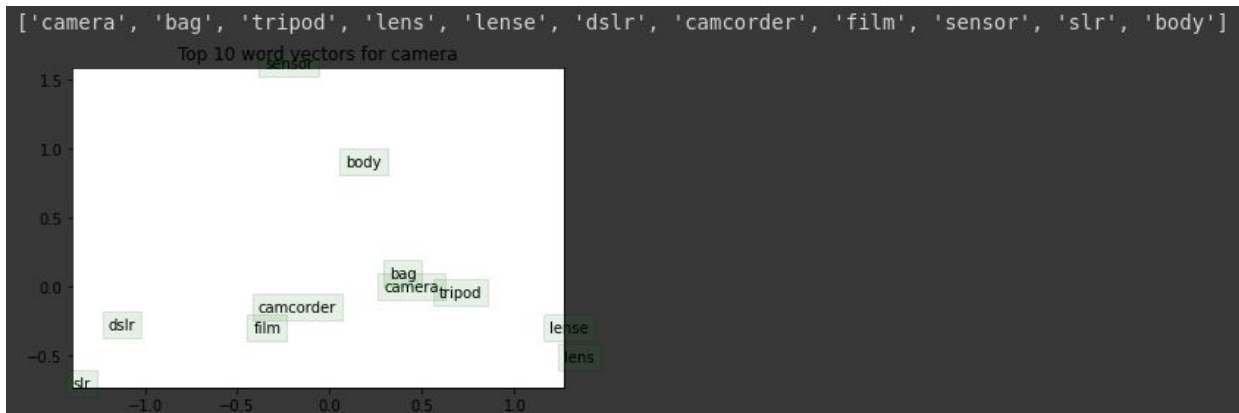 ['camera', 'bag', 'tripod', 'lens', 'lense', 'dslr', 'camcorder', 'film', 'sensor', 'slr', 'body']
Top 10 word vectors for camera
sensor
1.5
body
1.0
0.5
bag
camera
tripod
0.0
camcorder
dslr
film
lense
lens
−0.5
slr
−1.0 −0.5 0.0 0.5 1.0